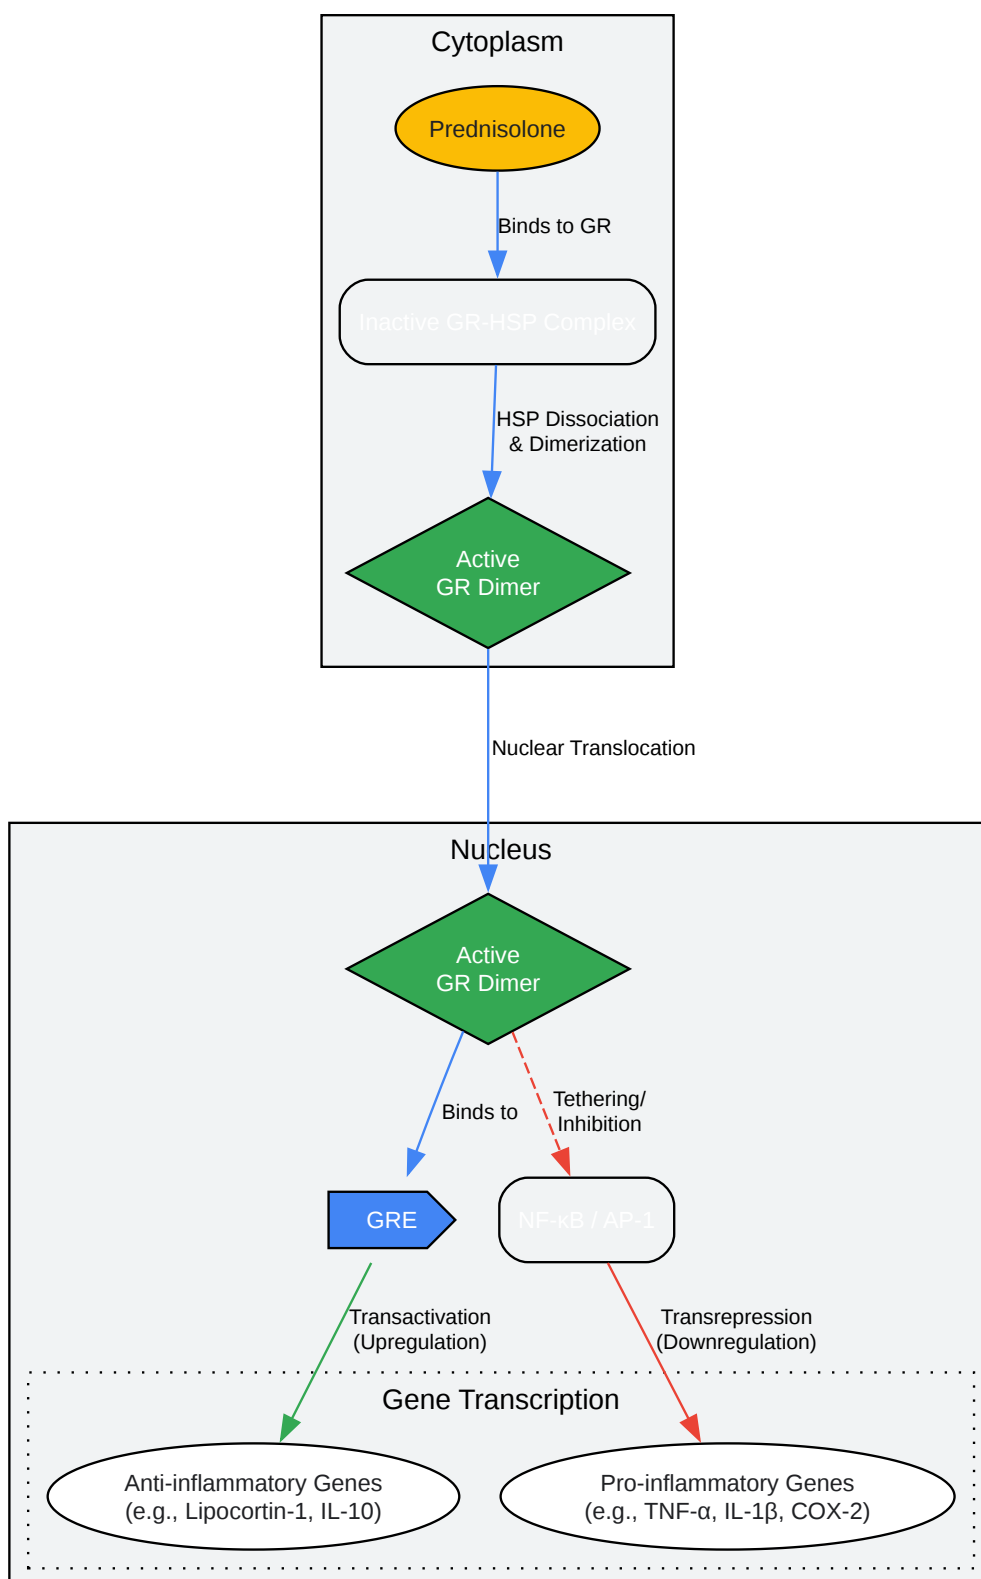 Cytoplasm
Prednisolone
Binds to GR
Inactive GR-HSP Complex
HSP Dissociation
& Dimerization
Active
GR Dimer
Nuclear Translocation
Nucleus
Active
GR Dimer
Binds to
Tethering/
Inhibition
GRE
NF-κB / AP-1
Transactivation
(Upregulation)
Transrepression
(Downregulation)
Gene Transcription
Anti-inflammatory Genes
(e.g., Lipocortin-1, IL-10)
Pro-inflammatory Genes
(e.g., TNF-α, IL-1β, COX-2)